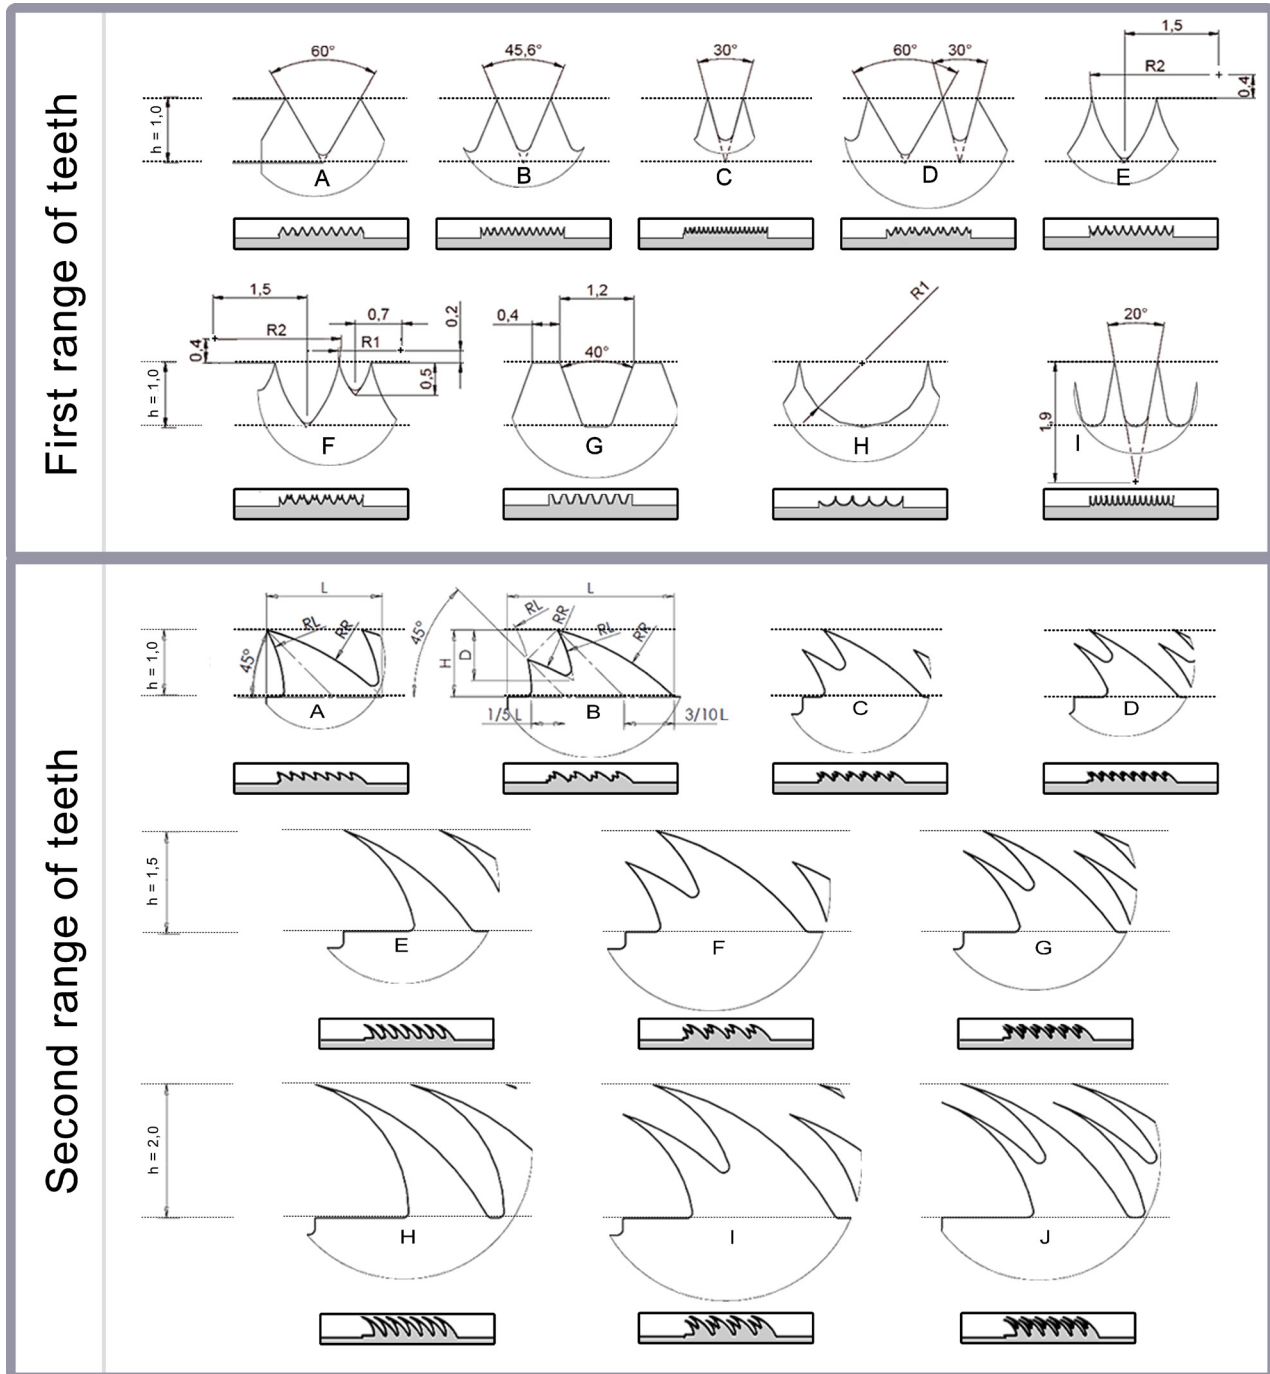 First range of teeth
60°
45,6°
30°
60°
30°
1,5
R2
0,4
h = 1,0
A
B
C
D
E
1,5
R2
0,4
0,7
R1
0,2
0,5
0,4
1,2
40°
R1
20°
1,9
h = 1,0
F
G
H
I
Second range of teeth
L
RL
RR
45°
h = 1,0
A
L
45°
H
D
RL
RR
RL
RR
1/5 L
B
3/10 L
C
D
h = 1,5
E
F
G
h = 2,0
H
I
J